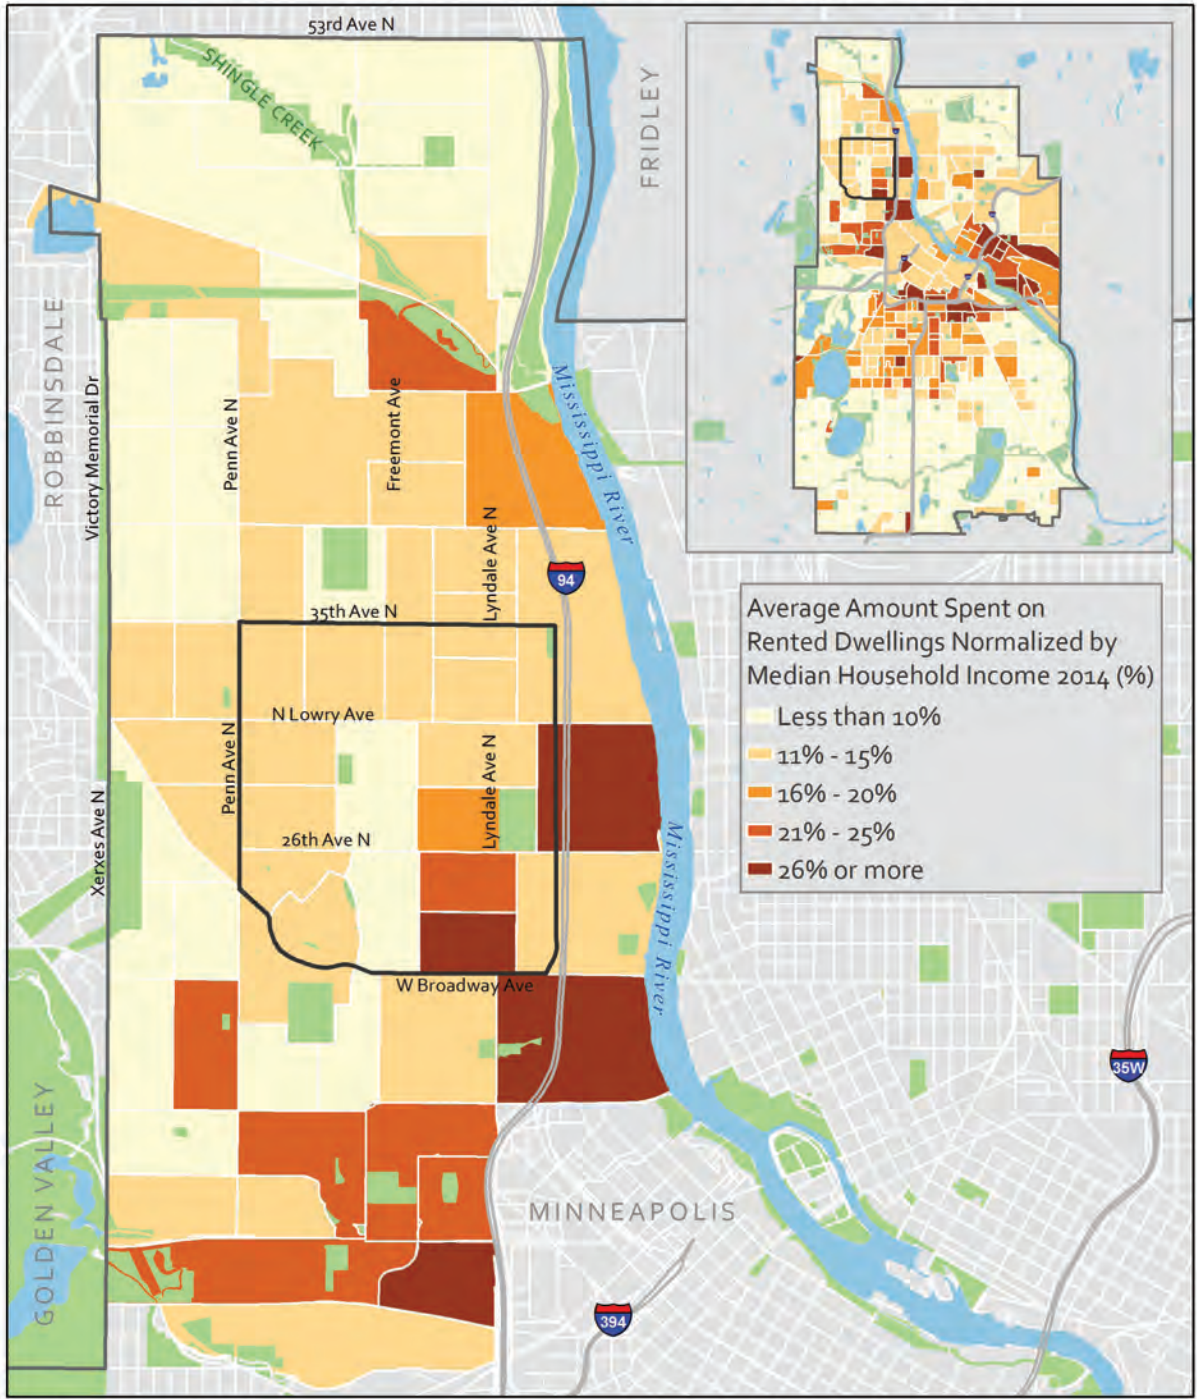 53rd Ave N
SHINGLE CREEK
FRIDLEY
ROBBINSDALE
Victory Memorial Dr
Penn Ave N
Freemont Ave
Mississippi River
Lyndale Ave N
94
35th Ave N
Average Amount Spent on
Rented Dwellings Normalized by
Median Household Income 2014 (%)
Less than 10%
11% - 15%
16% - 20%
21% - 25%
26% or more
N Lowry Ave
Penn Ave N
Lyndale Ave N
Xerxes Ave N
26th Ave N
Mississippi River
W Broadway Ave
35W
GOLDEN VALLEY
MINNEAPOLIS
394